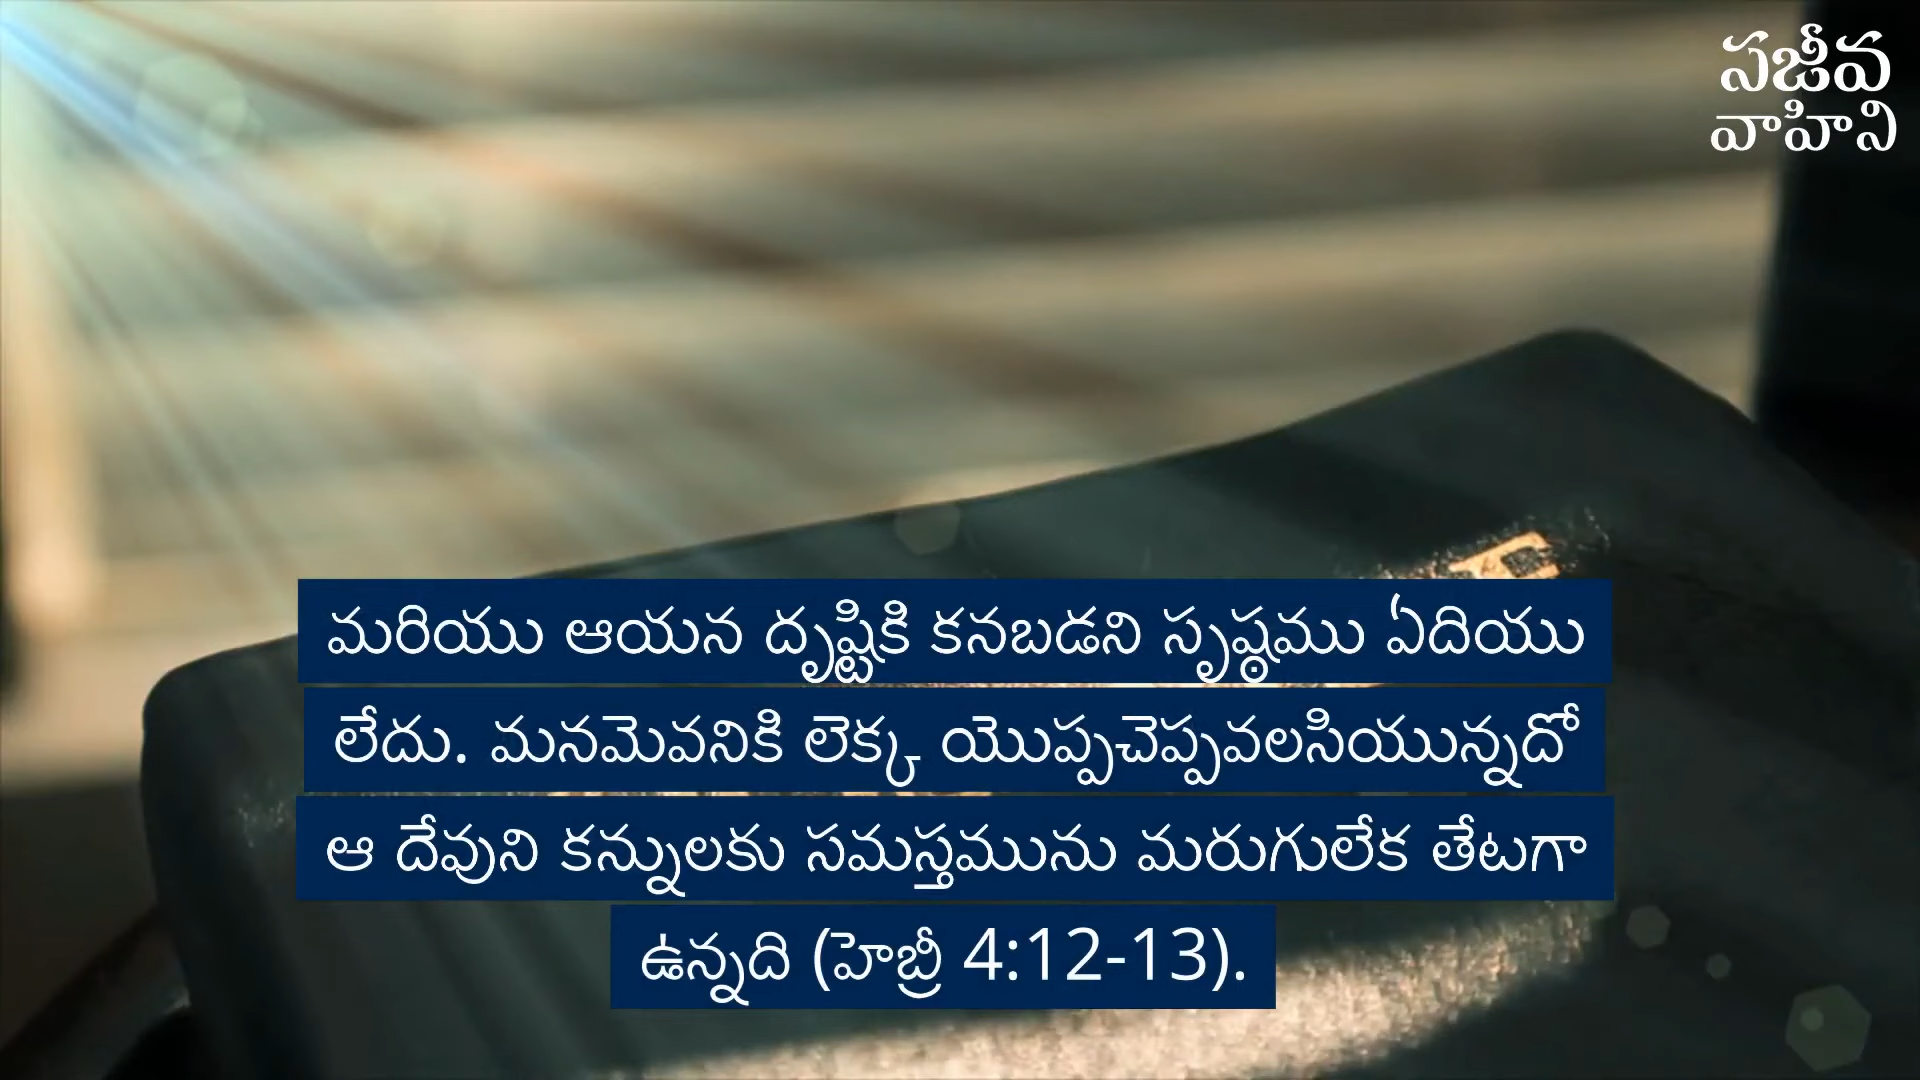 సజీవ
వాహిని
మరియు ఆయన దృష్టికి కనబడని సృష్ఠము ఏదియు
లేదు. మనమెవనికి లెక్క యొప్పచెప్పవలసియున్నదో
ఆ దేవుని కన్నులకు సమస్తమును మరుగులేక తేటగా
ఉన్నది (హెబ్రీ 4:12-13).